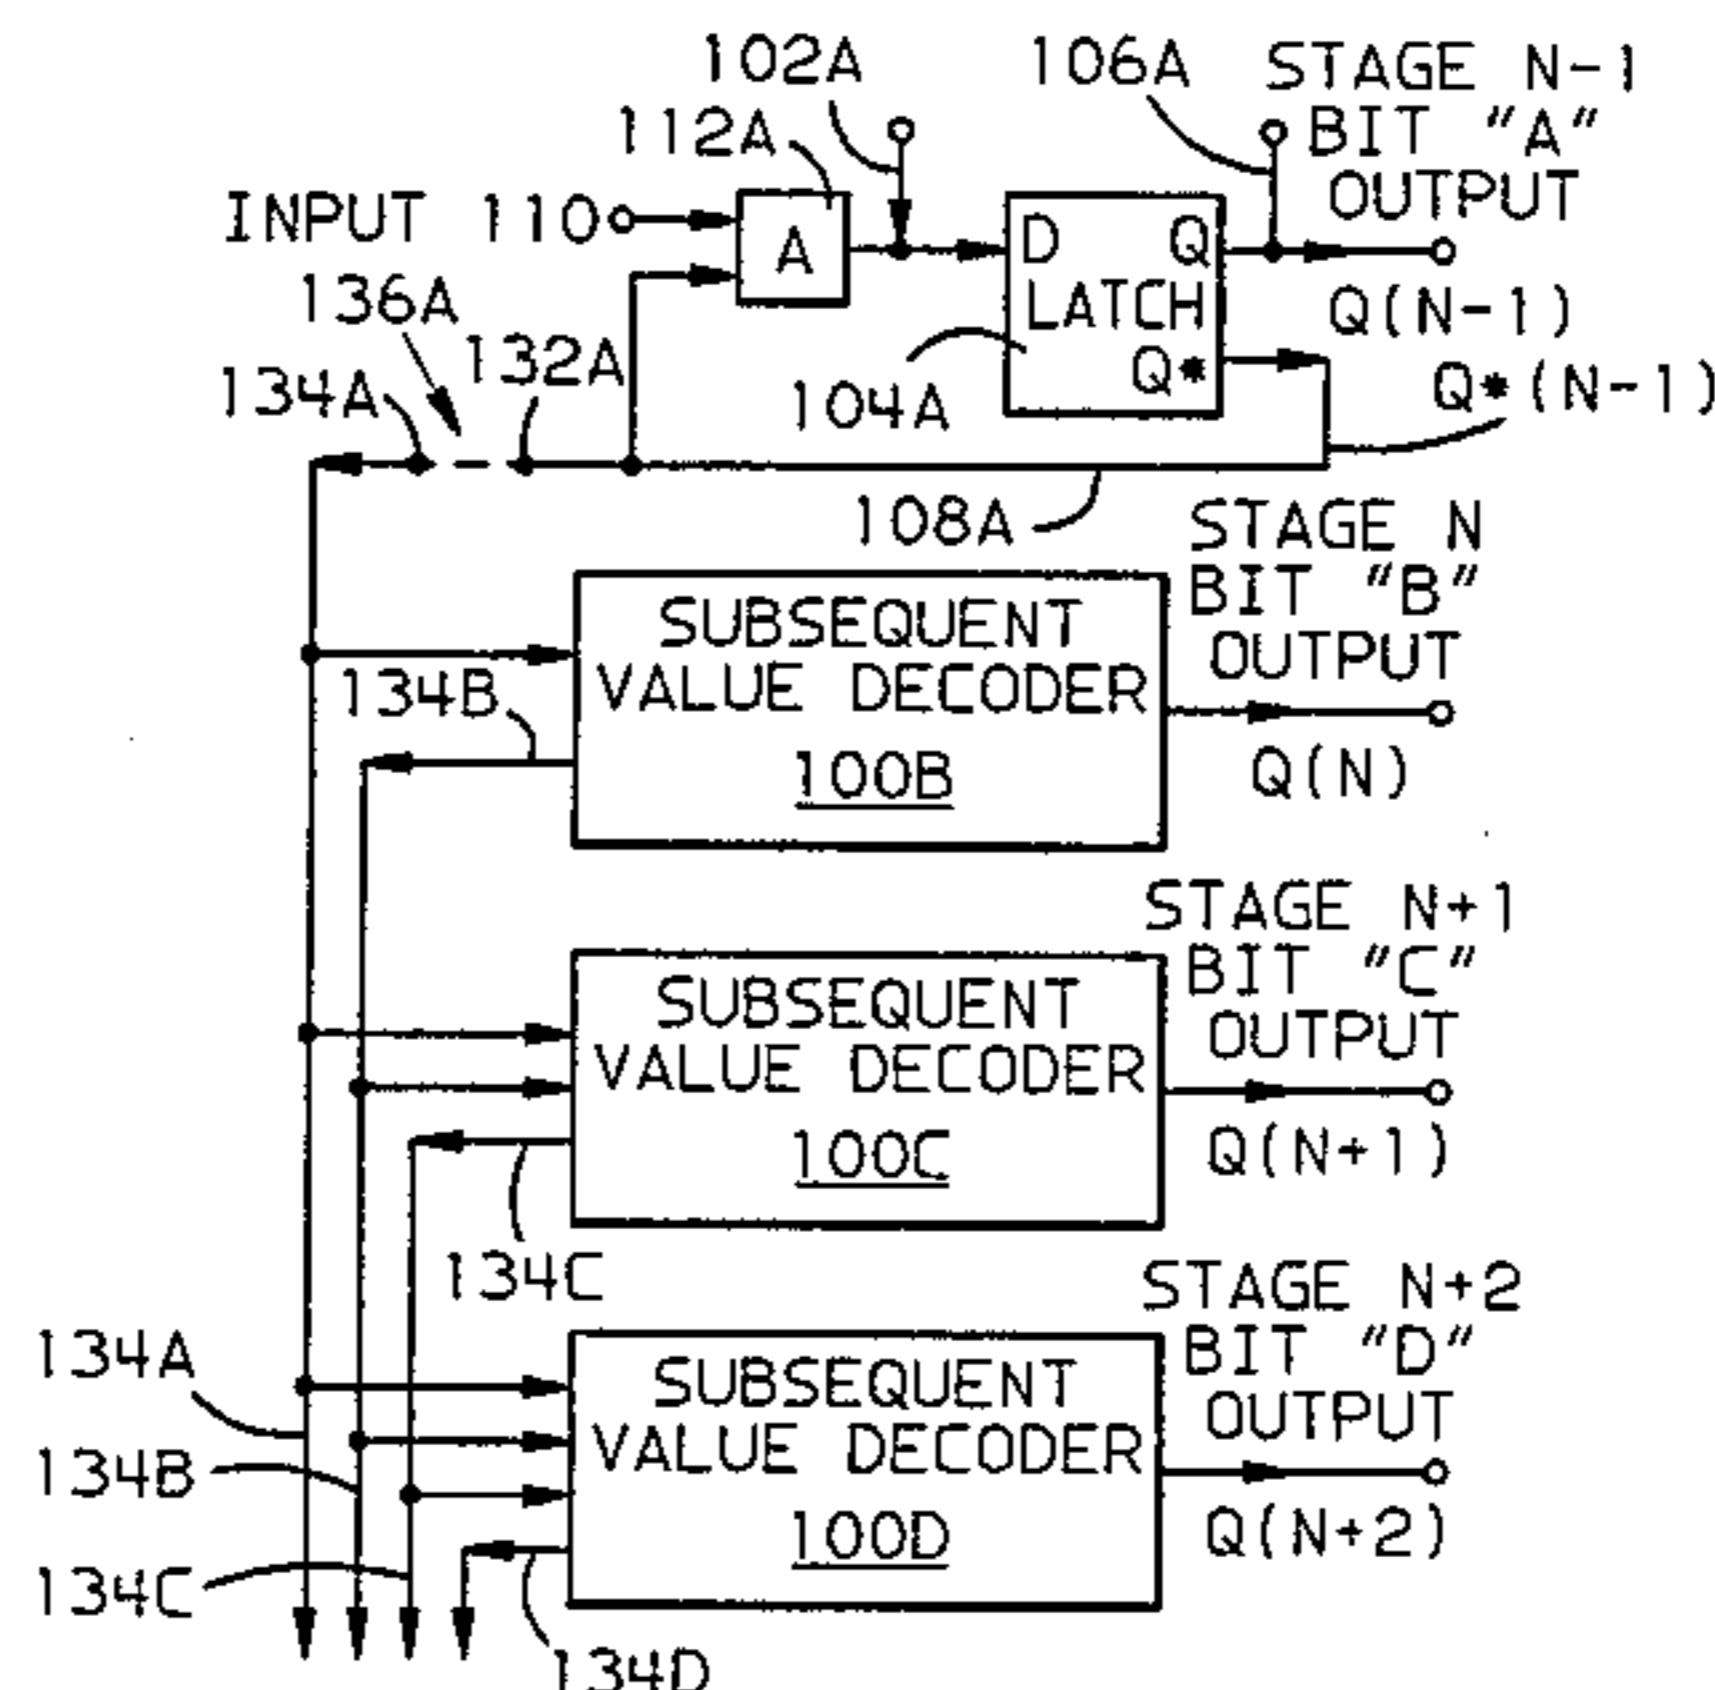 102A
106A
STAGE N-1
112A
BIT "A"
OUTPUT
INPUT 110
A
D Q
LATCH
Q*
136A
132A
134A
104A
Q(N-1)
Q*(N-1)
108A
STAGE N
BIT "B"
OUTPUT
SUBSEQUENT
VALUE DECODER
100B
134B
Q(N)
STAGE N+1
BIT "C"
OUTPUT
SUBSEQUENT
VALUE DECODER
100C
Q(N+1)
134C
STAGE N+2
BIT "D"
OUTPUT
SUBSEQUENT
VALUE DECODER
100D
Q(N+2)
134A
134B
134C
134D